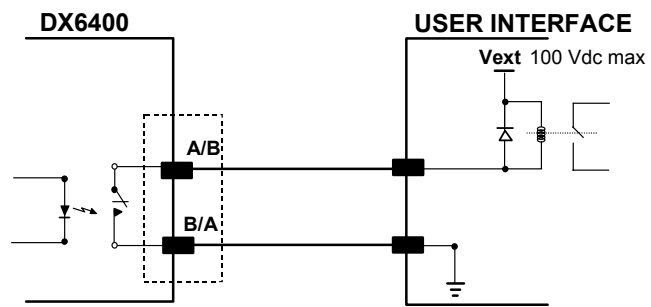 DX6400
USER INTERFACE
Vext 100 Vdc max
A/B
B/A